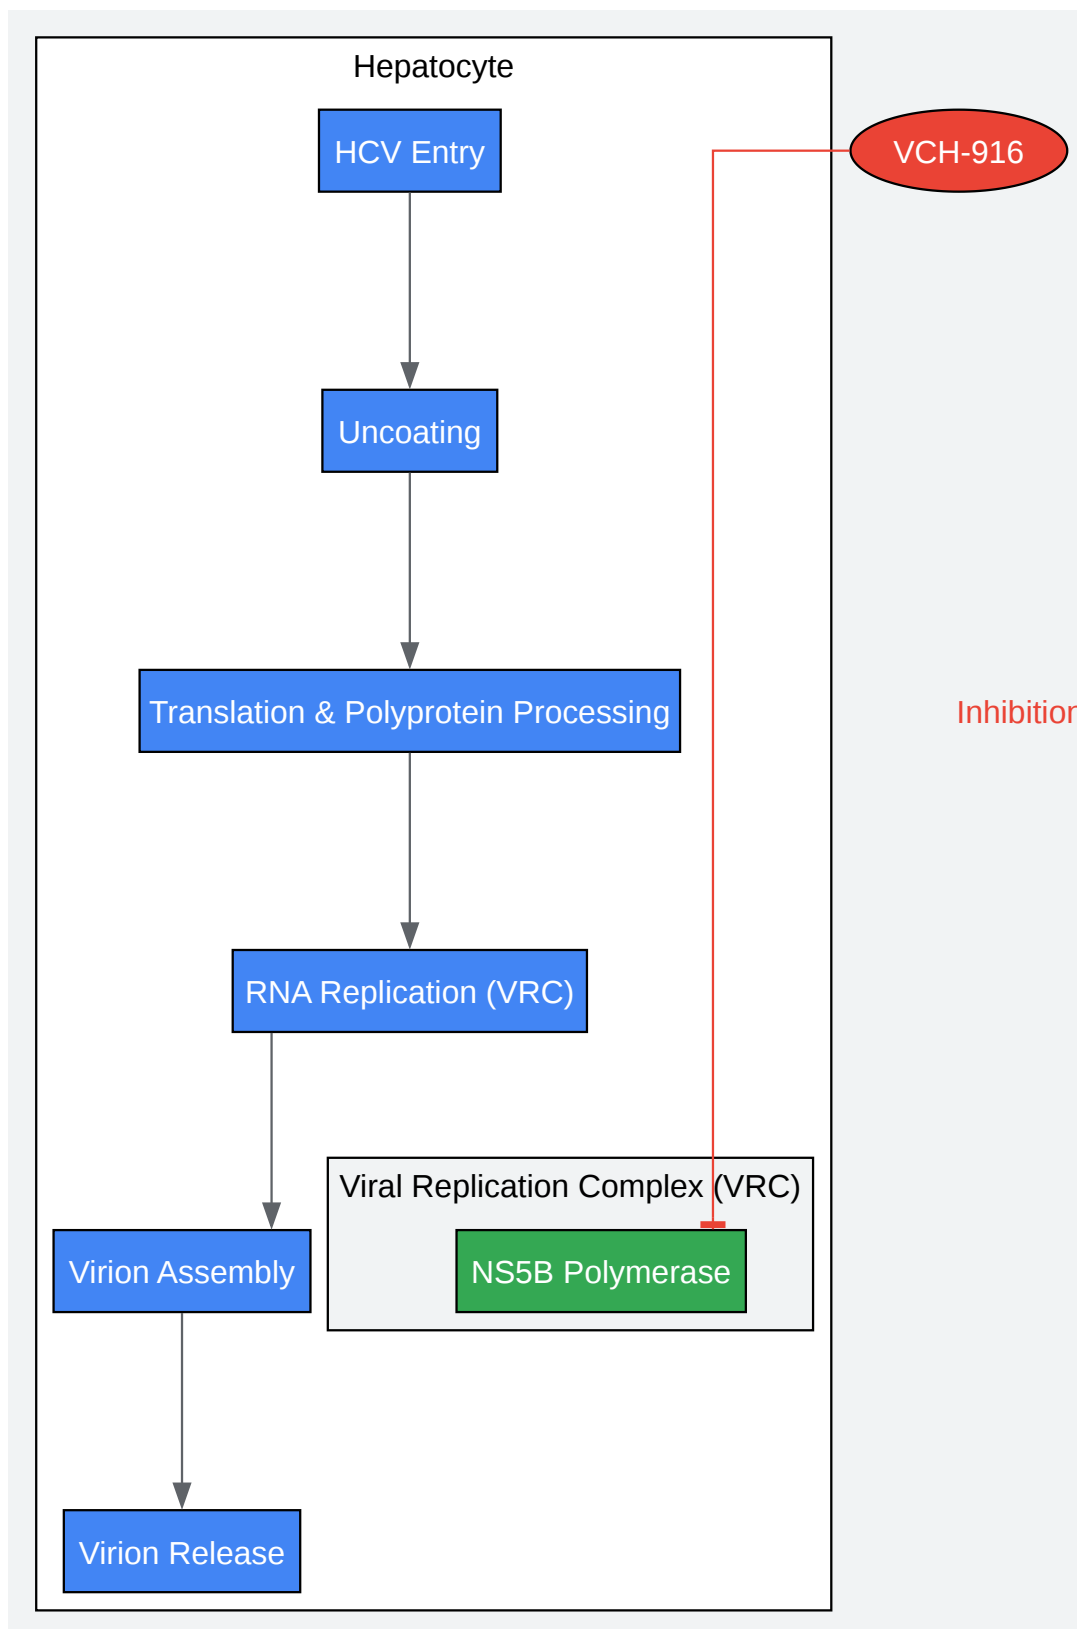 Hepatocyte
HCV Entry
VCH-916
Uncoating
Translation & Polyprotein Processing
Inhibition
RNA Replication (VRC)
Viral Replication Complex (VRC)
Virion Assembly
NS5B Polymerase
Virion Release